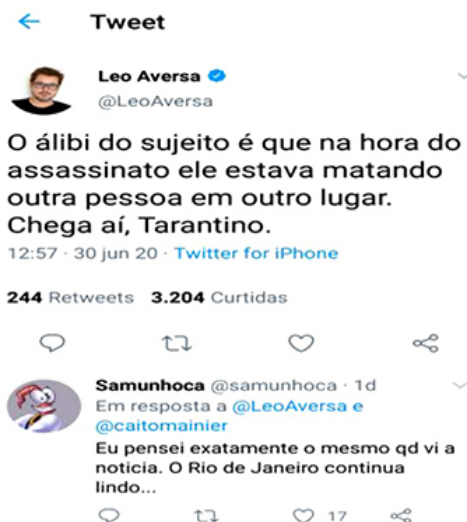 Tweet
Leo Aversa
@LeoAversa
O álibi do sujeito é que na hora do
assassinato ele estava matando
outra pessoa em outro lugar.
Chega aí, Tarantino.
12:57 · 30 jun 20 · Twitter for iPhone
244 Retweets 3.204 Curtidas
Samunhoca @samunhoca · 1d
Em resposta a @LeoAversa e
@caitomainier
Eu pensei exatamente o mesmo qd vi a
noticia. O Rio de Janeiro continua
lindo...
17